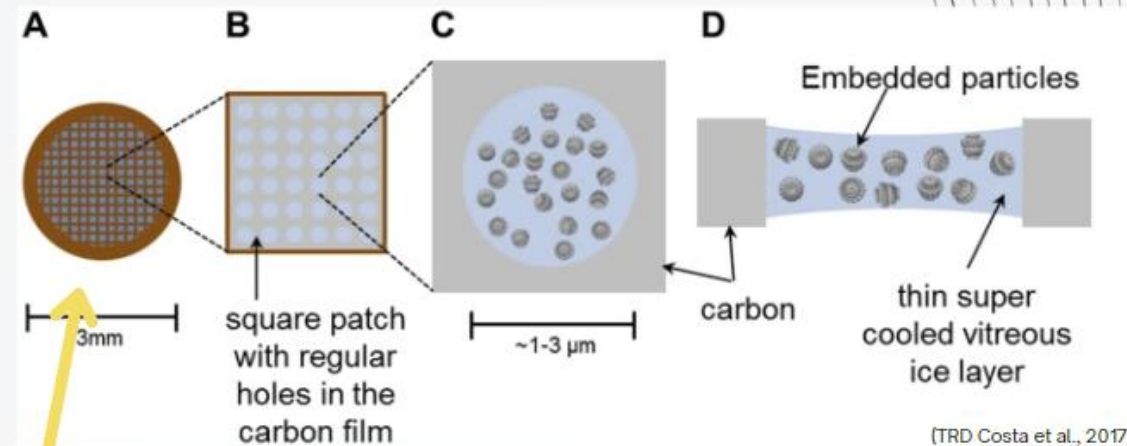 A
B
C
D
Embedded particles
3mm
square patch
with regular
holes in the
carbon film
~1-3 µm
carbon
thin super
cooled vitreous
ice layer
(TRD Costa et al., 2017